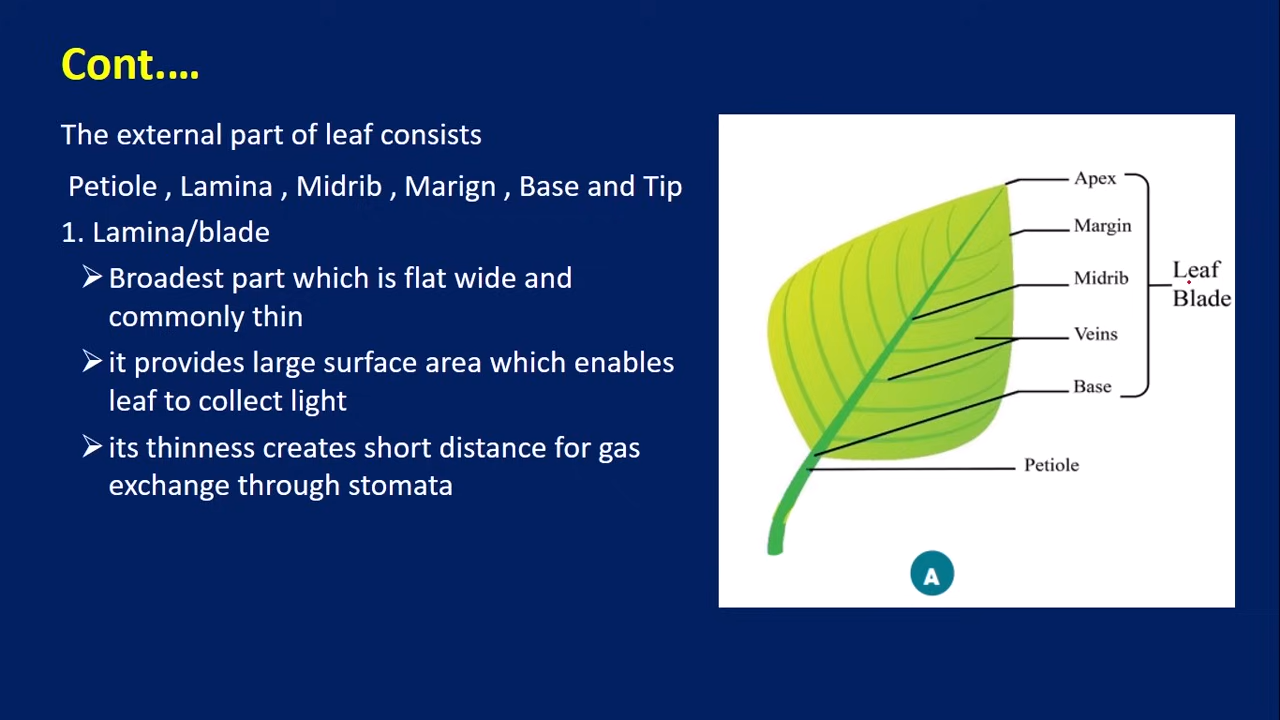 Cont.…
The external part of leaf consists
Petiole , Lamina , Midrib , Marign , Base and Tip
1. Lamina/blade
➢ Broadest part which is flat wide and
commonly thin
➢ it provides large surface area which enables
leaf to collect light
➢ its thinness creates short distance for gas
exchange through stomata
Apex
Margin
Midrib
Veins
Base
Petiole
Leaf
Blade
A